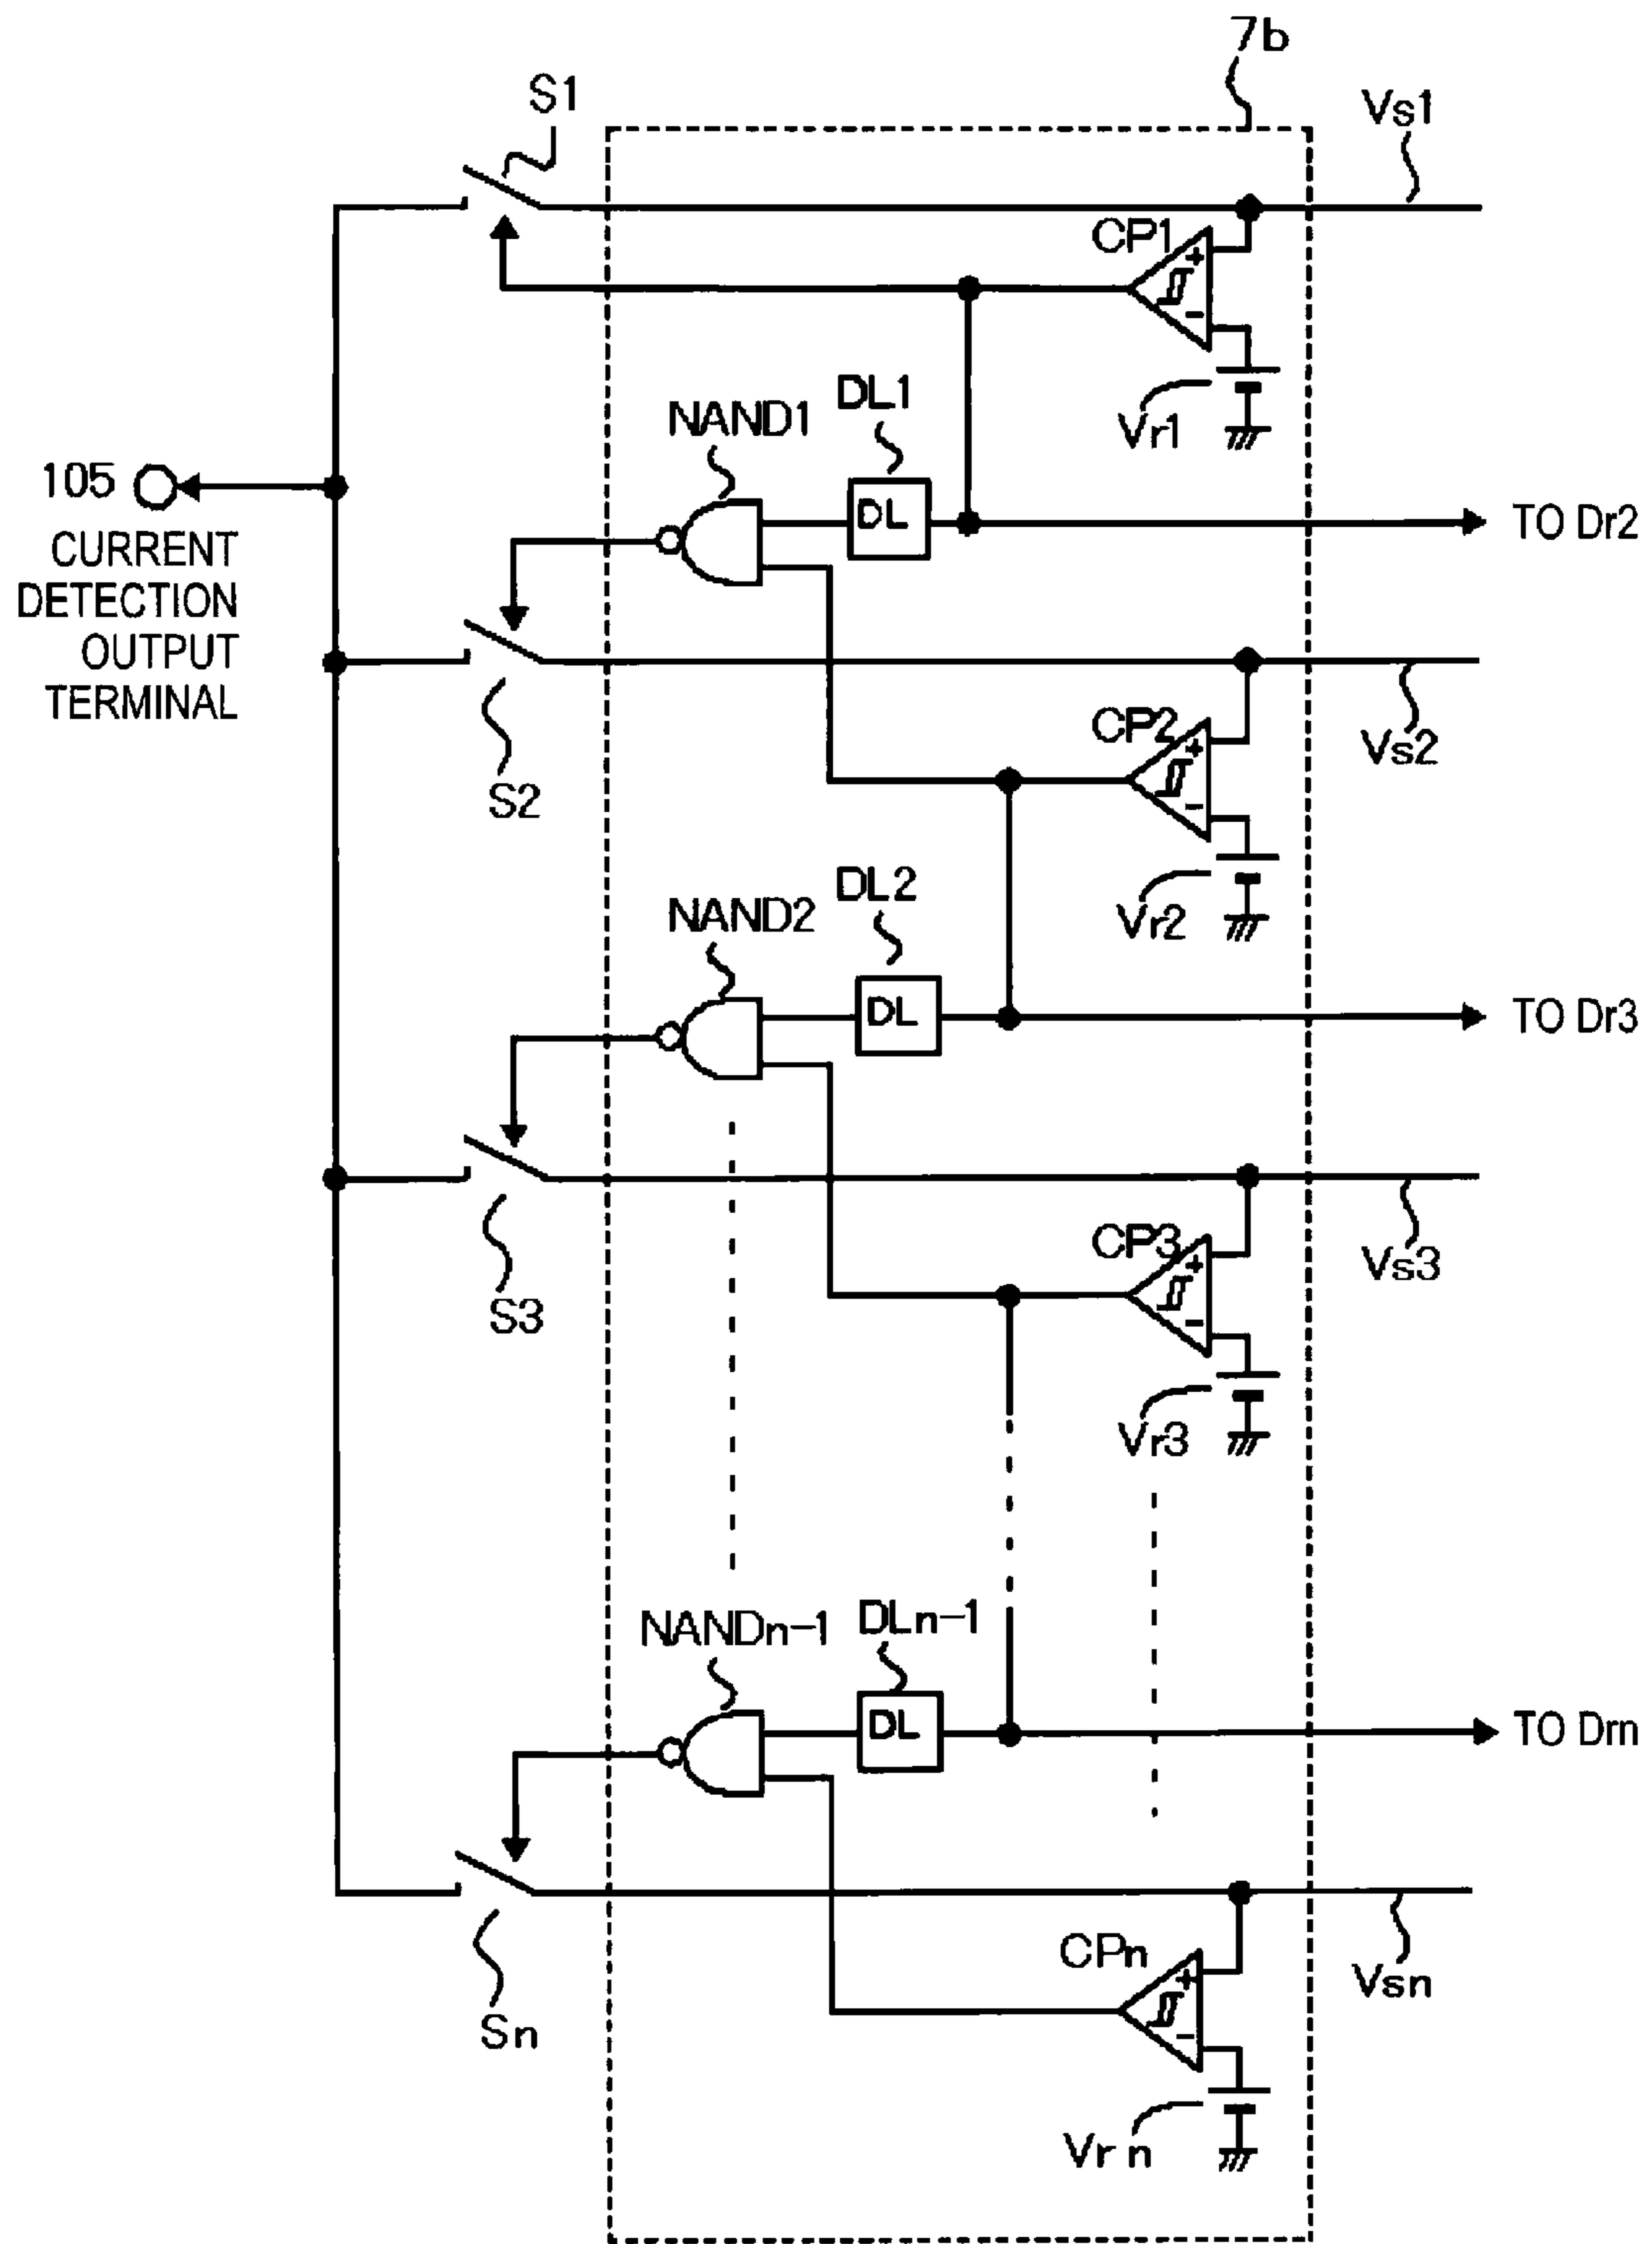 7b
S1
Vs1
CP1
+
−
Vr1
DL1
NAND1
DL
TO Dr2
105
CURRENT
DETECTION
OUTPUT
TERMINAL
S2
CP2
+
−
Vs2
Vr2
DL2
NAND2
DL
TO Dr3
S3
CP3
+
−
Vs3
Vr3
NANDn−1
DLn−1
DL
TO Drn
Sn
CPn
+
−
Vsn
Vrn